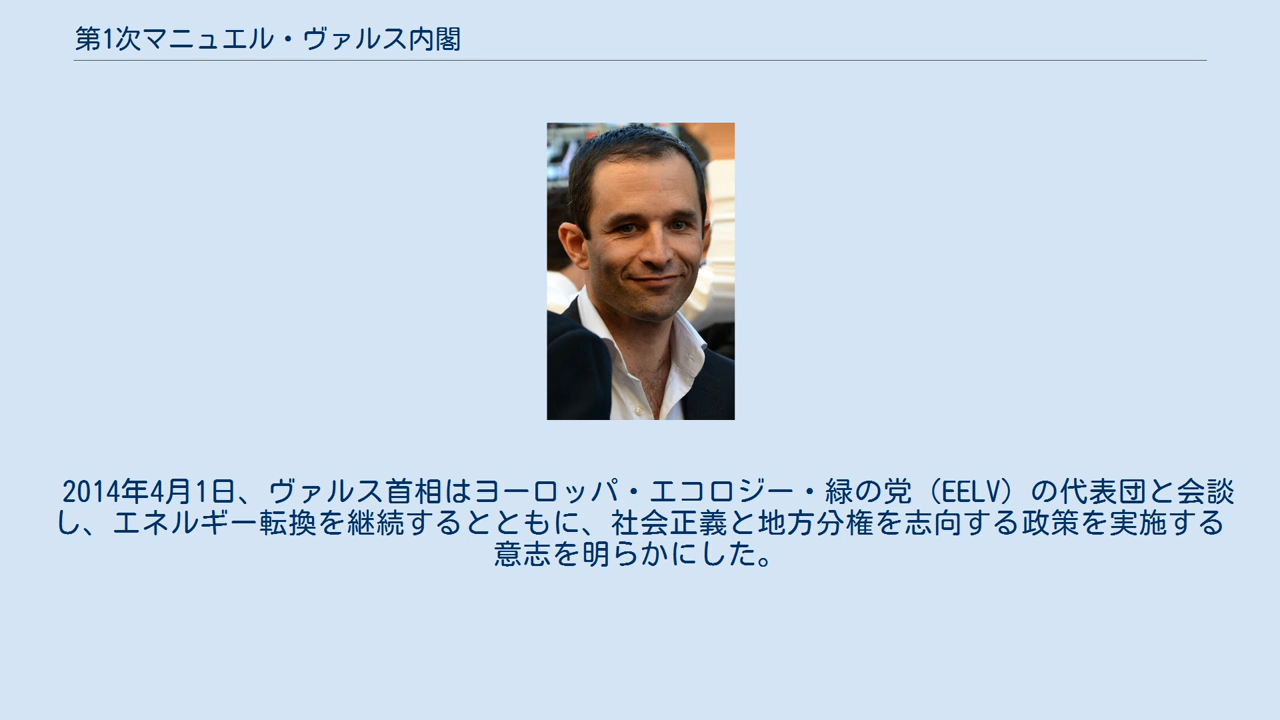 第1次マニュエル・ヴァルス内閣
2014年4月1日、ヴァルス首相はヨーロッパ・エコロジー・緑の党（EELV）の代表団と会談
し、エネルギー転換を継続するとともに、社会正義と地方分権を志向する政策を実施する
意志を明らかにした。